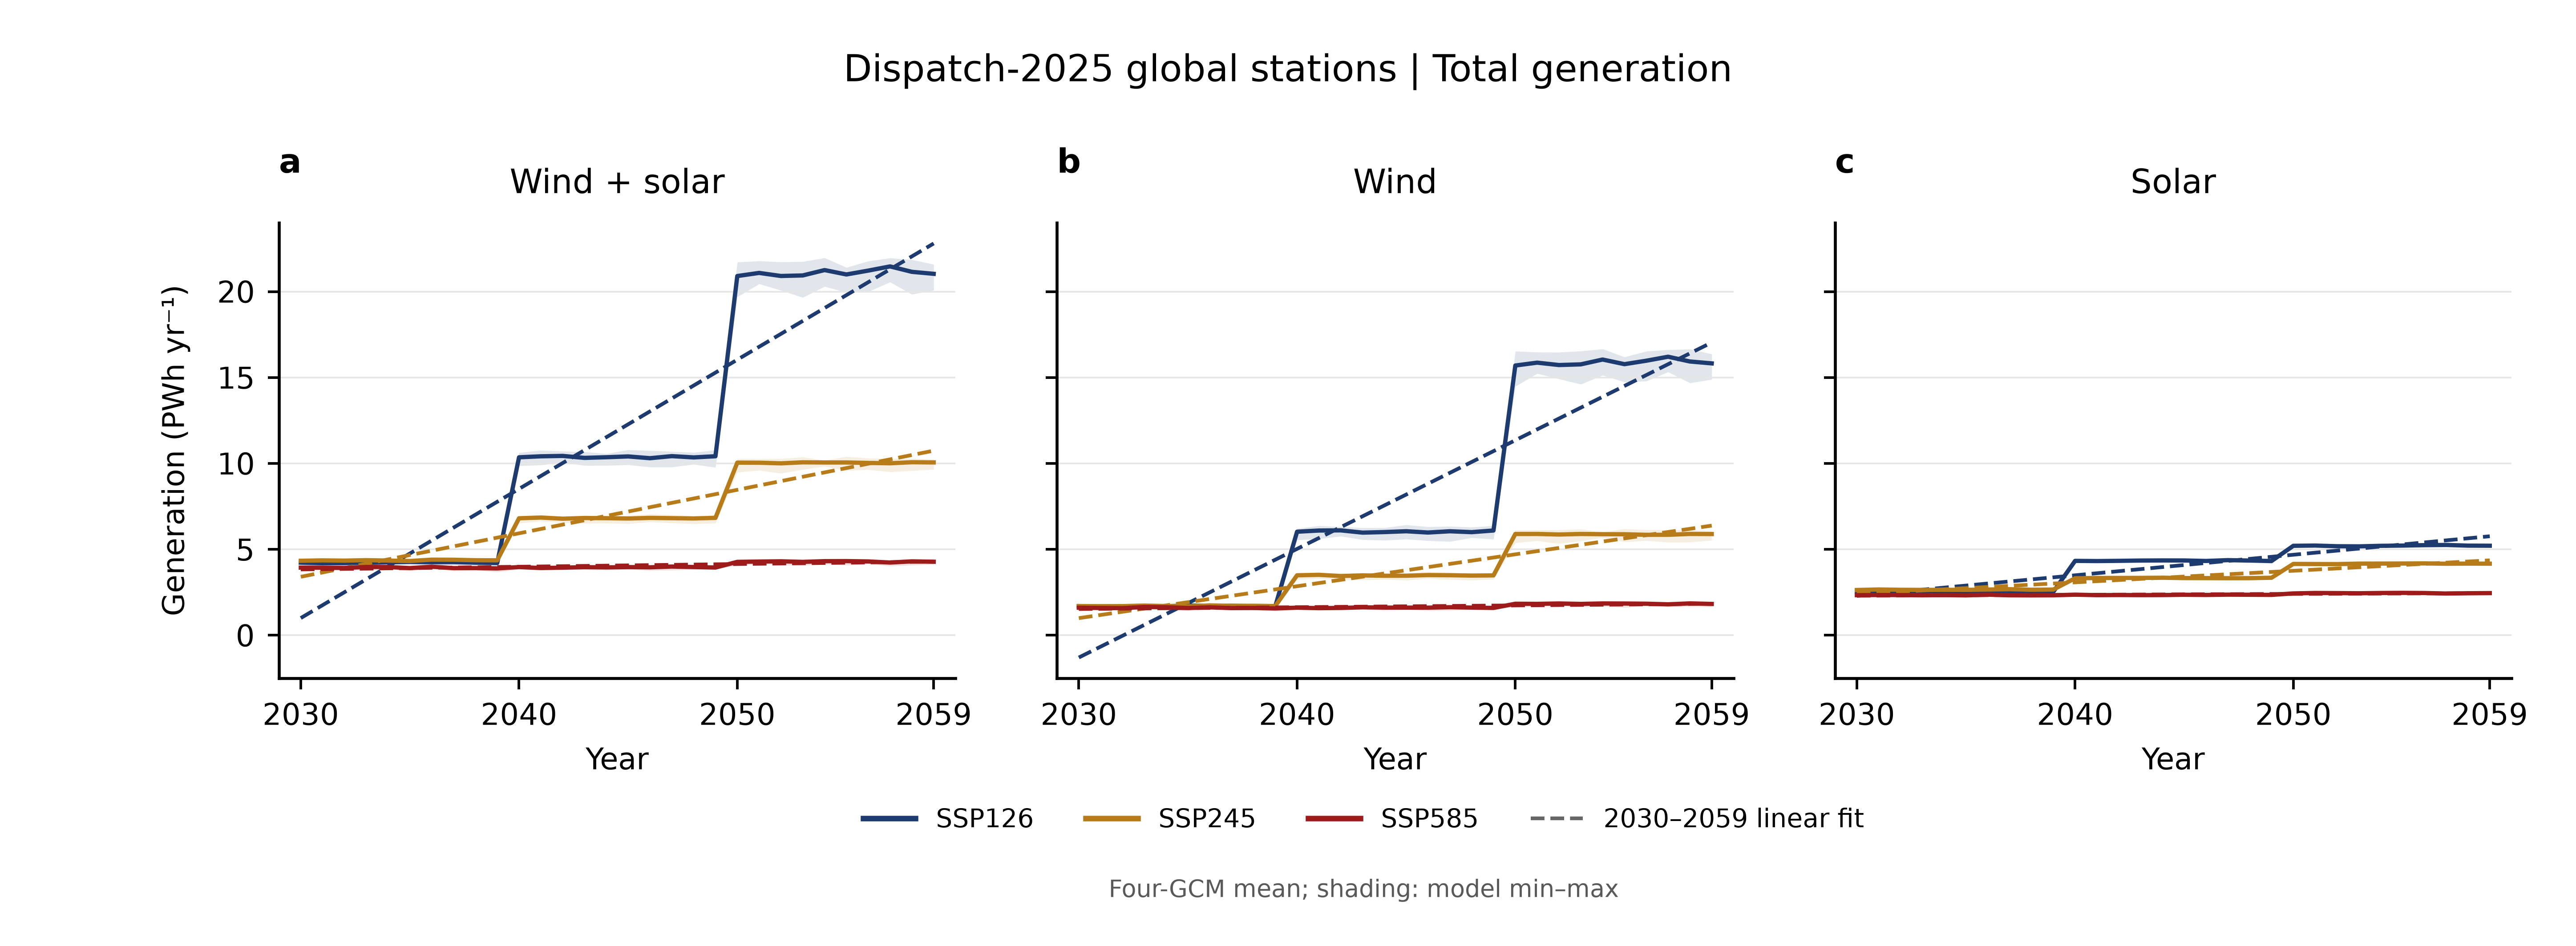 Dispatch-2025 global stations | Total generation
a
Wind + solar
b
Wind
c
Solar
Generation (PWh yr⁻¹)
20
15
10
5
0
2030 2040 2050 2059
2030 2040 2050 2059
2030 2040 2050 2059
Year
Year
Year
SSP126 SSP245 SSP585 2030–2059 linear fit
Four-GCM mean; shading: model min–max